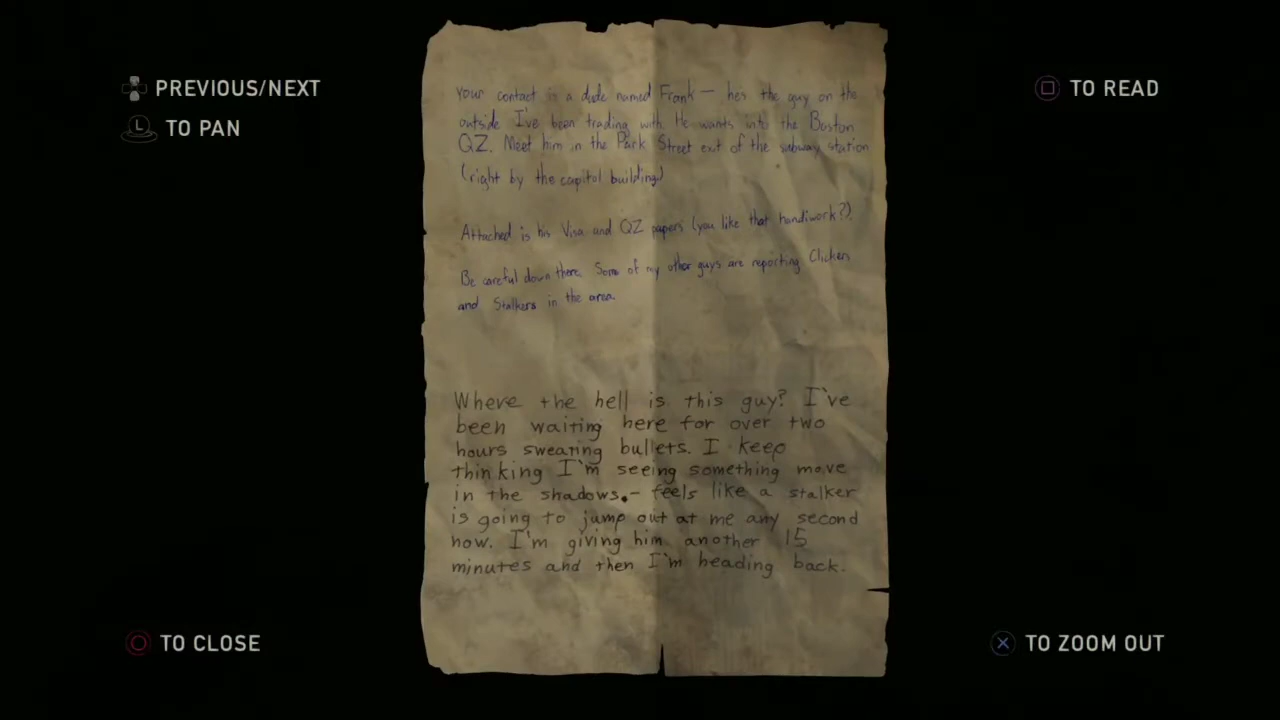 PREVIOUS/NEXT
L TO PAN
TO READ
Your contact is a dude named Frank — hes the guy on the
outside I've been trading with. He wants into the Boston
QZ. Meet him in the Park Street exit of the subway station
(right by the capitol building.)
Attached is his Visa and QZ papers (you like that handiwork?).
Be careful down there. Some of my other guys are reporting Clickers
and Stalkers in the area.
Where the hell is this guy? I've
been waiting here for over two
hours sweating bullets. I keep
thinking I'm seeing something move
in the shadows.- feels like a stalker
is going to jump out at me any second
now. I'm giving him another 15
minutes and then I'm heading back.
TO CLOSE
TO ZOOM OUT